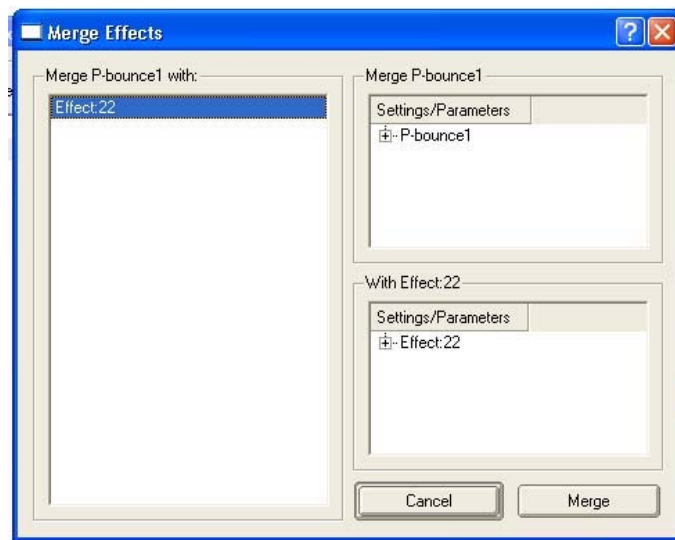 Merge Effects
Merge P-bounce1 with:
Effect:22
Merge P-bounce1
Settings/Parameters
P-bounce1
With Effect:22
Settings/Parameters
Effect:22
Cancel
Merge